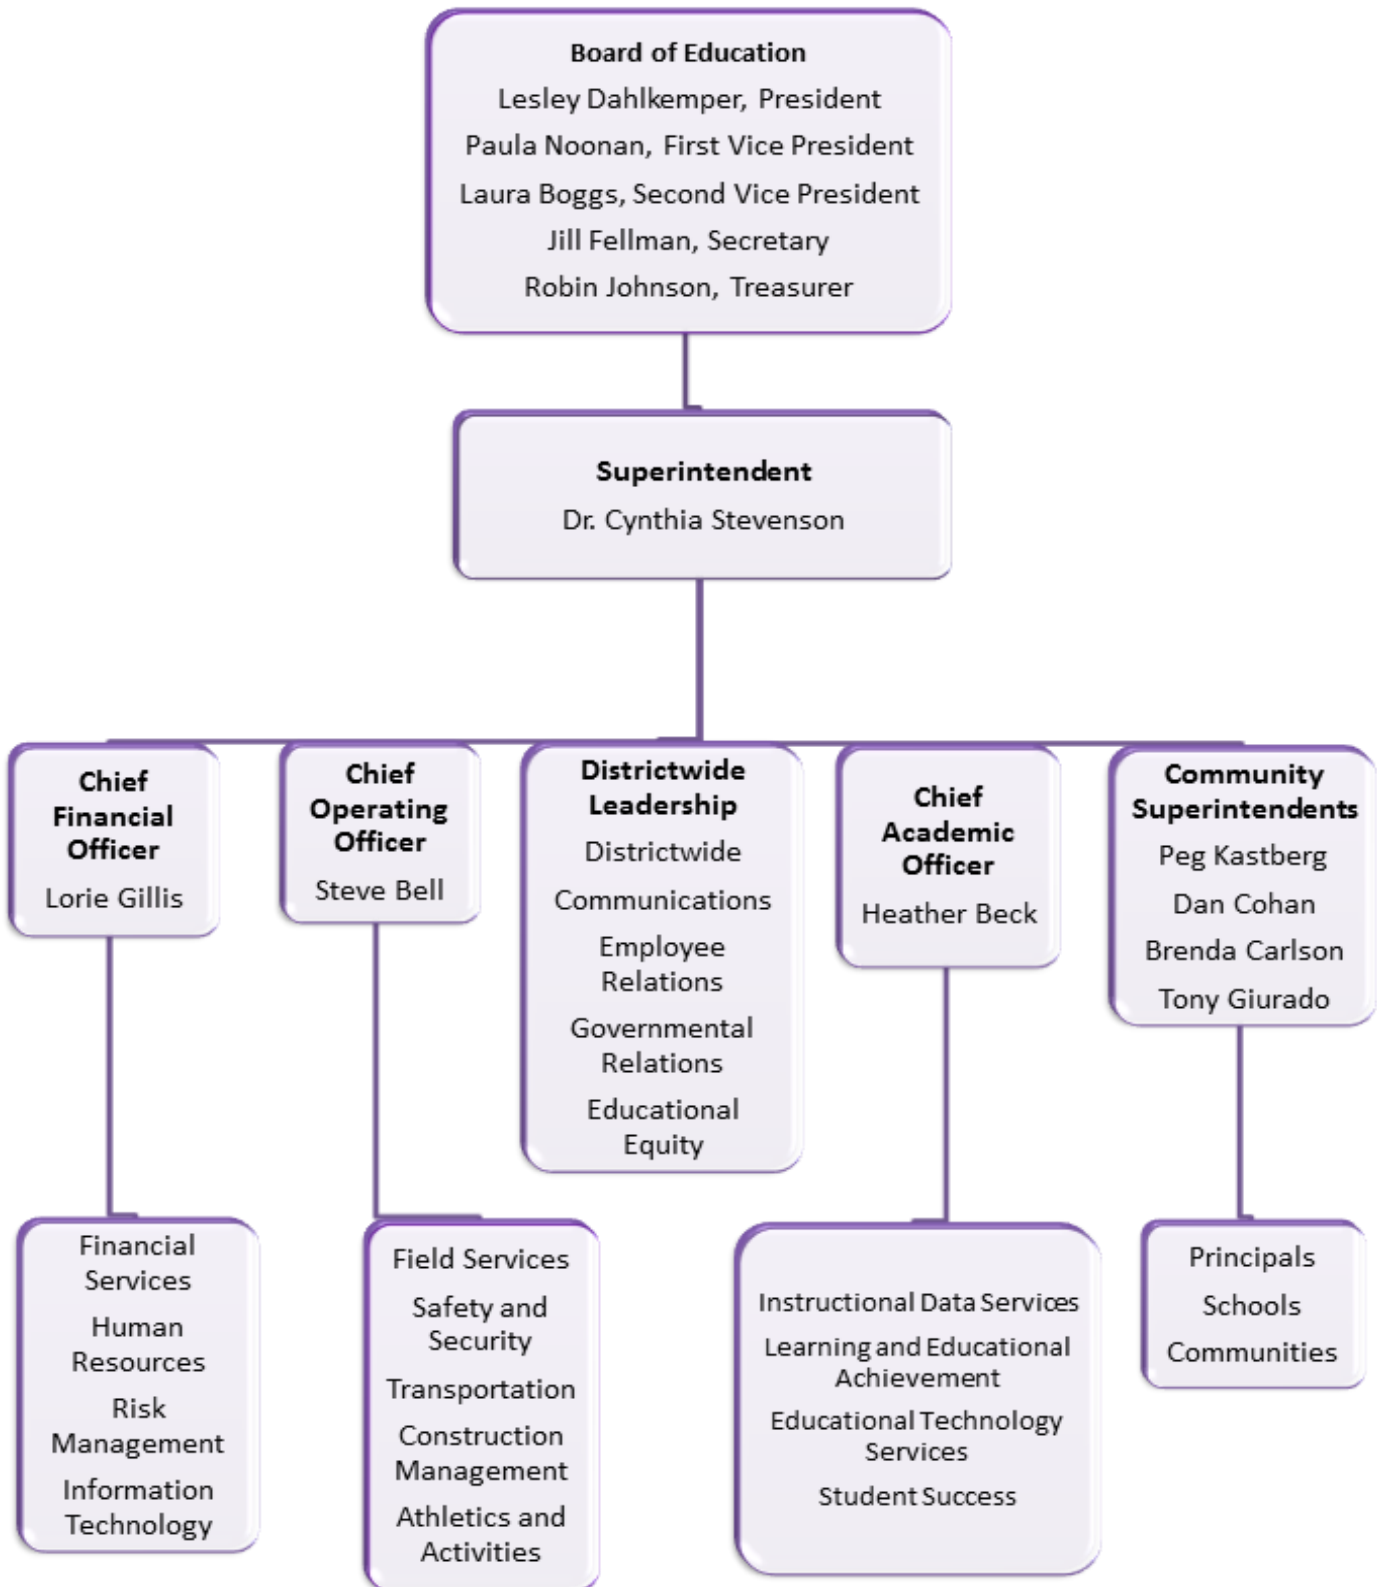 Board of Education
Lesley Dahlkemper, President
Paula Noonan, First Vice President
Laura Boggs, Second Vice President
Jill Fellman, Secretary
Robin Johnson, Treasurer
Superintendent
Dr. Cynthia Stevenson
Chief
Financial
Officer
Lorie Gillis
Chief
Operating
Officer
Steve Bell
Districtwide
Leadership
Districtwide
Communications
Employee
Relations
Governmental
Relations
Educational
Equity
Chief
Academic
Officer
Heather Beck
Community
Superintendents
Peg Kastberg
Dan Cohan
Brenda Carlson
Tony Giurado
Financial
Services
Human
Resources
Risk
Management
Information
Technology
Field Services
Safety and
Security
Transportation
Construction
Management
Athletics and
Activities
Instructional Data Services
Learning and Educational
Achievement
Educational Technology
Services
Student Success
Principals
Schools
Communities